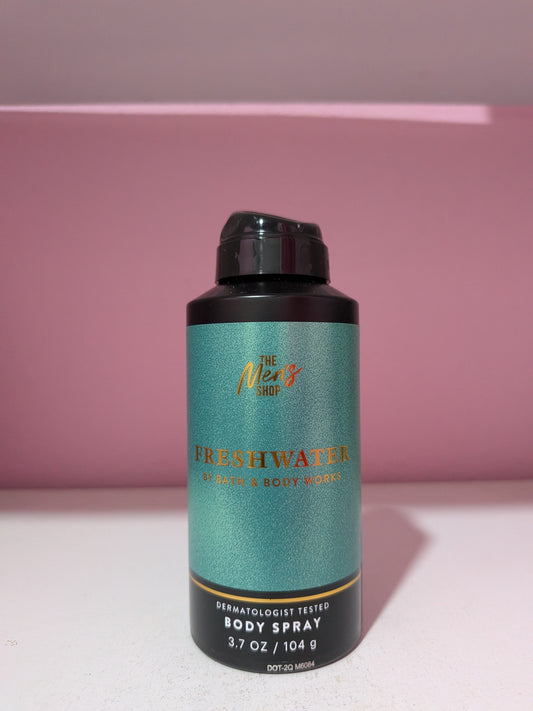 THE
Men's
SHOP
FRESHWATER
BY BATH & BODY WORKS
DERMATOLOGIST TESTED
BODY SPRAY
3.7 OZ / 104 g
DOT-2Q M6084